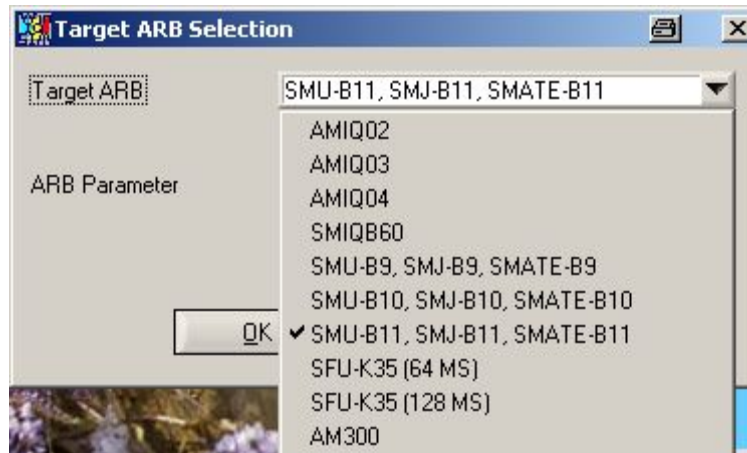 Target ARB Selection
Target ARB
SMU-B11, SMJ-B11, SMATE-B11
AMIQ02
AMIQ03
AMIQ04
ARB Parameter
SMIQB60
SMU-B9, SMJ-B9, SMATE-B9
SMU-B10, SMJ-B10, SMATE-B10
OK
SMU-B11, SMJ-B11, SMATE-B11
SFU-K35 (64 MS)
SFU-K35 (128 MS)
AM300